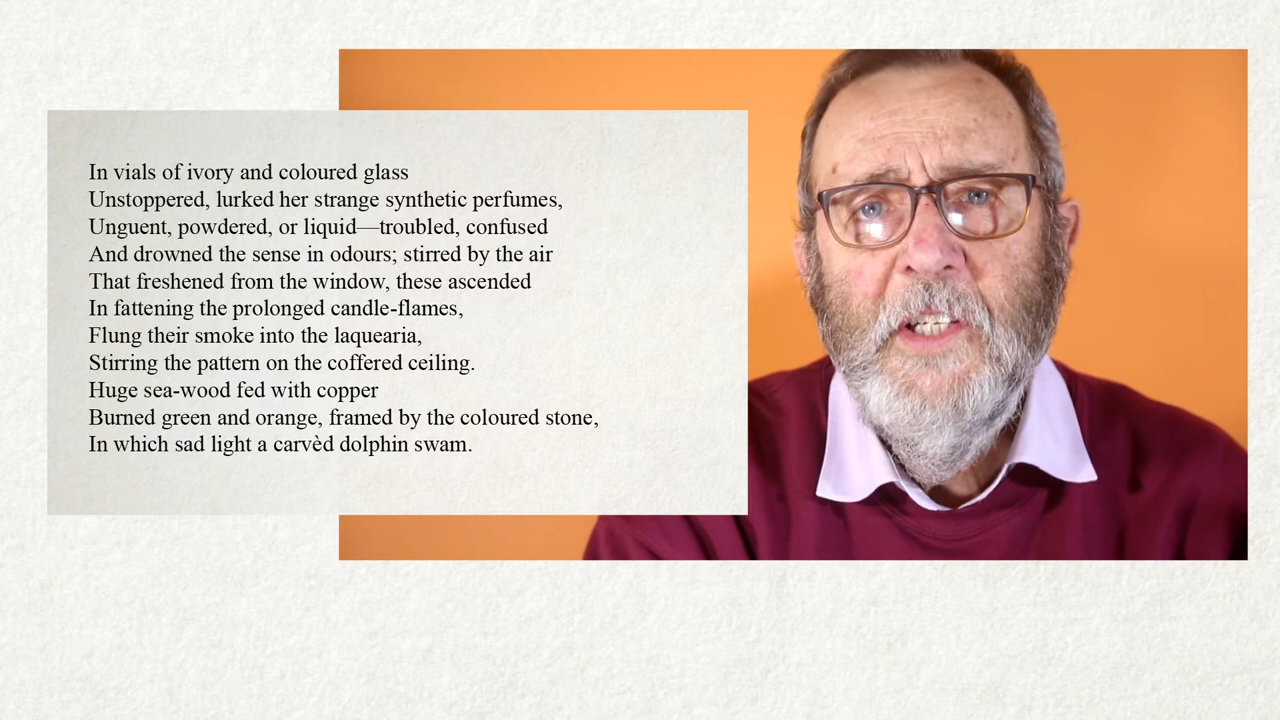 In vials of ivory and coloured glass
Unstoppered, lurked her strange synthetic perfumes,
Unguent, powdered, or liquid—troubled, confused
And drowned the sense in odours; stirred by the air
That freshened from the window, these ascended
In fattening the prolonged candle-flames,
Flung their smoke into the laquearia,
Stirring the pattern on the coffered ceiling.
Huge sea-wood fed with copper
Burned green and orange, framed by the coloured stone,
In which sad light a carvèd dolphin swam.